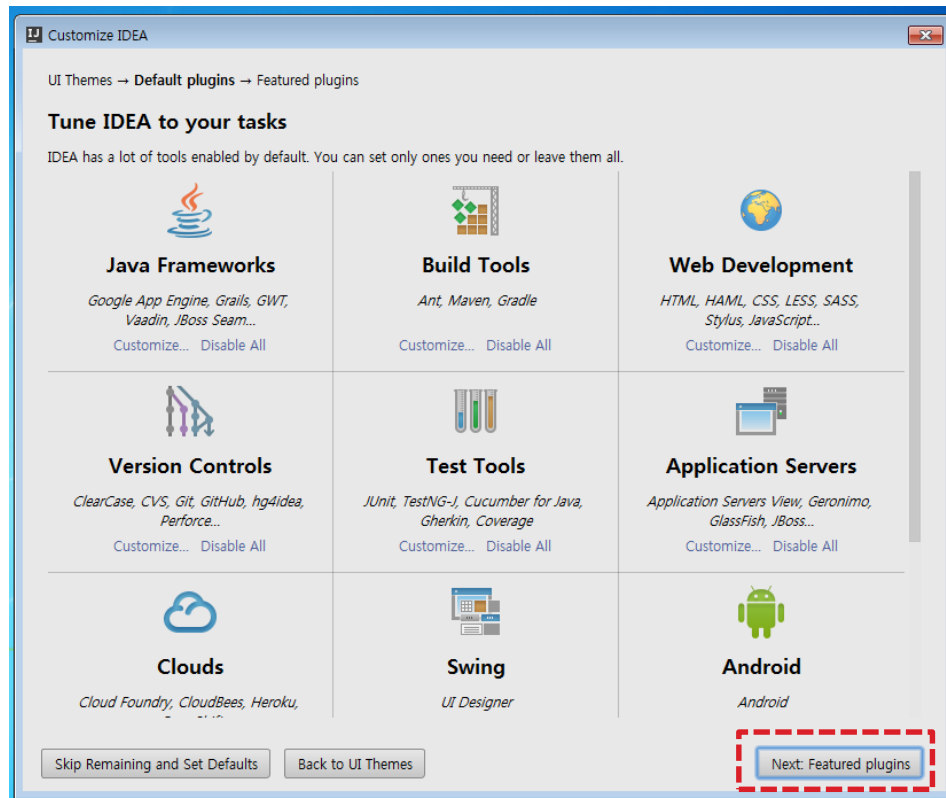 IJ Customize IDEA
UI Themes → Default plugins → Featured plugins
Tune IDEA to your tasks
IDEA has a lot of tools enabled by default. You can set only ones you need or leave them all.
Java Frameworks
Google App Engine, Grails, GWT,
Vaadin, JBoss Seam...
Customize... Disable All
Build Tools
Ant, Maven, Gradle
Customize... Disable All
Web Development
HTML, HAML, CSS, LESS, SASS,
Stylus, JavaScript...
Customize... Disable All
Version Controls
ClearCase, CVS, Git, GitHub, hg4idea,
Perforce...
Customize... Disable All
Test Tools
JUnit, TestNG-J, Cucumber for Java,
Gherkin, Coverage
Customize... Disable All
Application Servers
Application Servers View, Geronimo,
GlassFish, JBoss...
Customize... Disable All
Clouds
Cloud Foundry, CloudBees, Heroku,
Swing
UI Designer
Android
Android
Skip Remaining and Set Defaults
Back to UI Themes
Next: Featured plugins